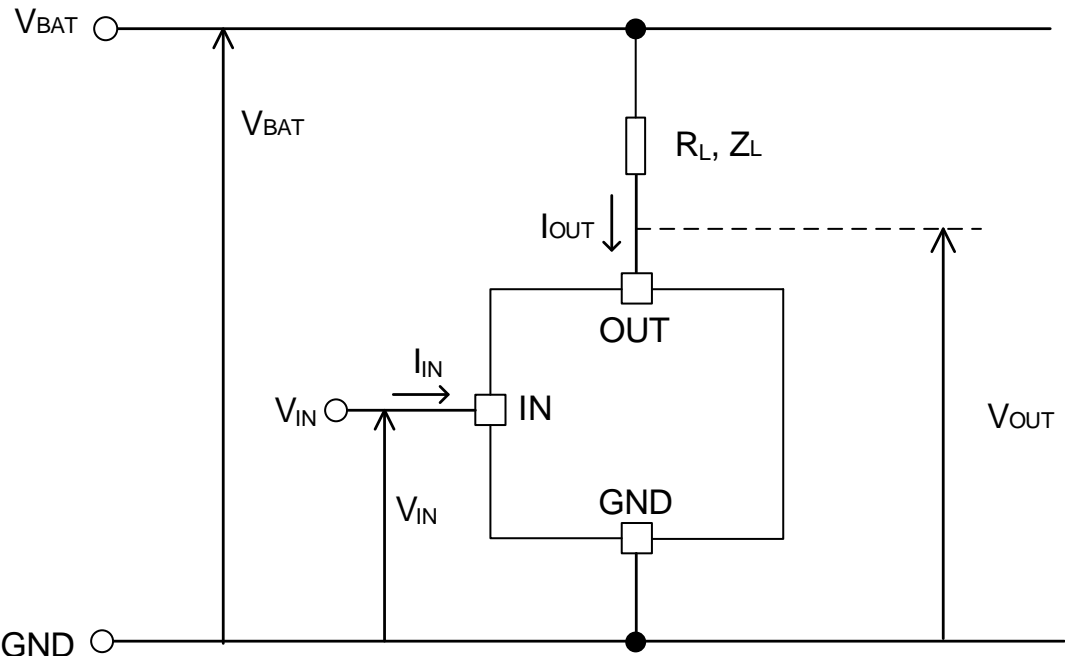 VBAT
VBAT
RL, ZL
IOUT
OUT
IIN
VIN
IN
VOUT
VIN
GND
GND